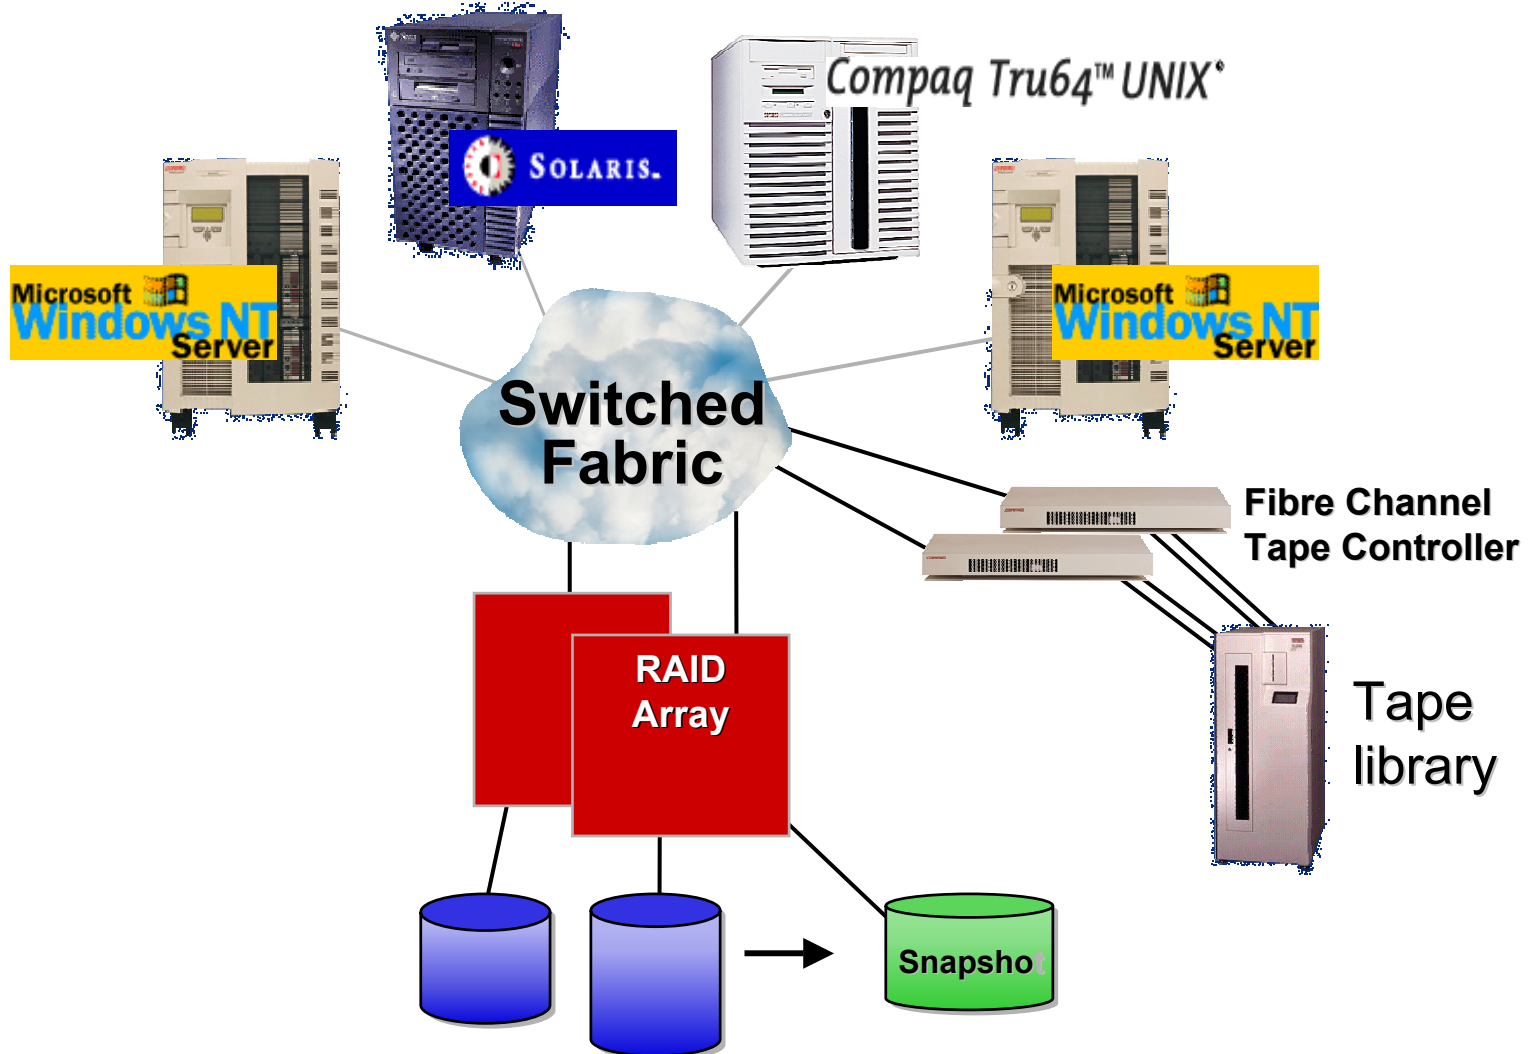 SOLARIS.
Compaq Tru64™ UNIX
Microsoft
Windows NT
Server
Microsoft
Windows NT
Server
Switched
Fabric
Fibre Channel
Tape Controller
RAID
Array
Tape
library
Snapshot